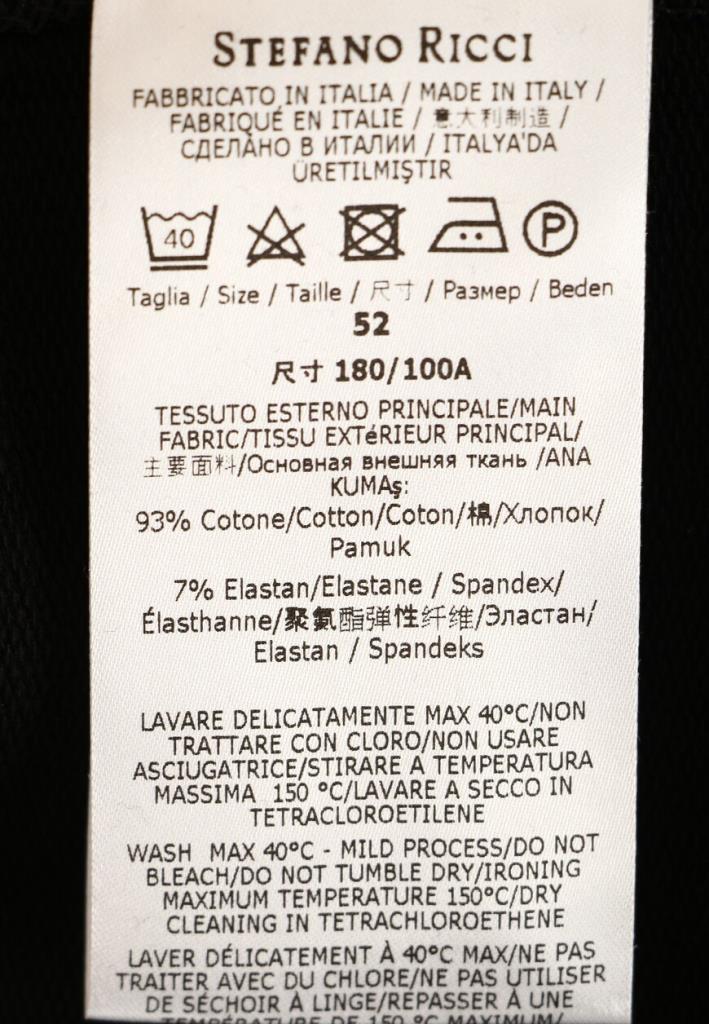 STEFANO RICCI
FABBRICATO IN ITALIA / MADE IN ITALY /
FABRIQUÉ EN ITALIE / 意大利制造 /
СДЕЛАНО В ИТАЛИИ / ITALYA'DA
ÜRETILMIŞTIR
40 P
Taglia / Size / Taille / 尺寸 / Размер / Beden
52
尺寸 180/100A
TESSUTO ESTERNO PRINCIPALE/MAIN
FABRIC/TISSU EXTéRIEUR PRINCIPAL/
主要面料/Основная внешняя ткань /ANA
KUMAş:
93% Cotone/Cotton/Coton/棉/Хлопок/
Pamuk
7% Elastan/Elastane / Spandex/
Élasthanne/聚氨酯弹性纤维/Эластан/
Elastan / Spandeks
LAVARE DELICATAMENTE MAX 40°C/NON
TRATTARE CON CLORO/NON USARE
ASCIUGATRICE/STIRARE A TEMPERATURA
MASSIMA 150 °C/LAVARE A SECCO IN
TETRACLOROETILENE
WASH MAX 40°C - MILD PROCESS/DO NOT
BLEACH/DO NOT TUMBLE DRY/IRONING
MAXIMUM TEMPERATURE 150°C/DRY
CLEANING IN TETRACHLOROETHENE
LAVER DÉLICATEMENT À 40°C MAX/NE PAS
TRAITER AVEC DU CHLORE/NE PAS UTILISER
DE SÉCHOIR À LINGE/REPASSER À UNE
TEMPÉRATURE DE 150 °C MAXIMUM/